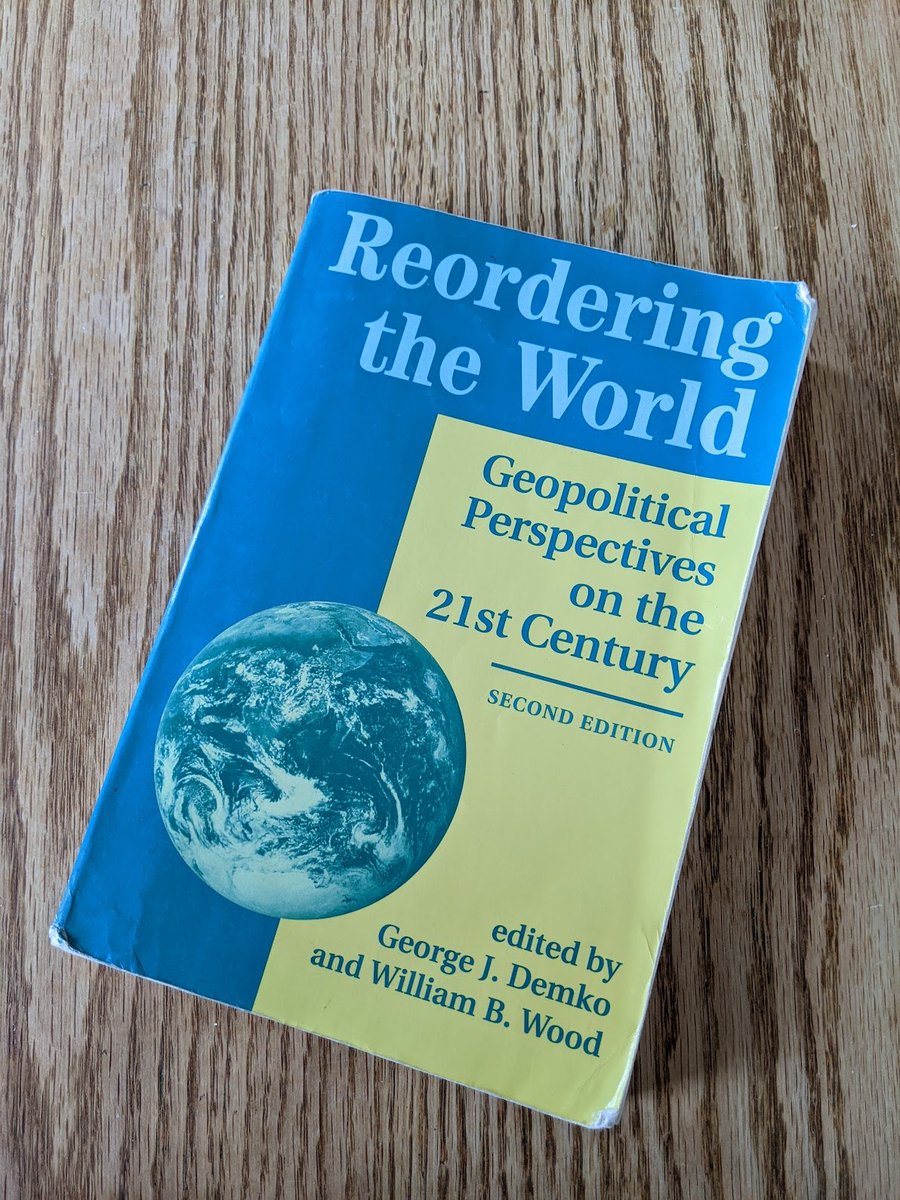 Reordering
the World
Geopolitical
Perspectives
on the
21st Century
SECOND EDITION
edited by
George J. Demko
and William B. Wood